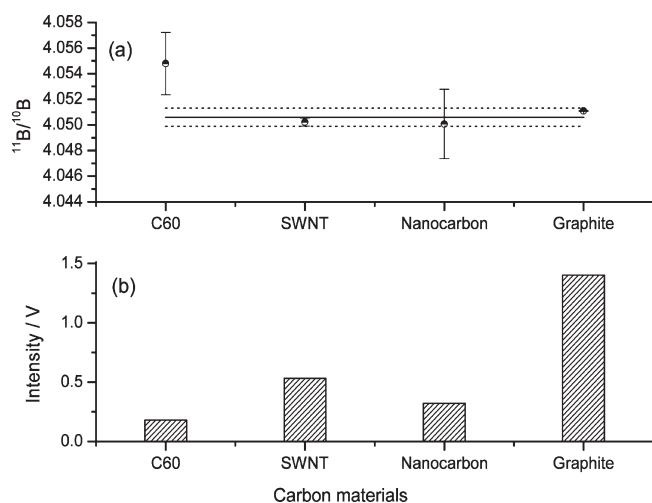 (a)
¹¹B/¹⁰B
4.058
4.056
4.054
4.052
4.050
4.048
4.046
4.044
C60 SWNT Nanocarbon Graphite
(b)
Intensity / V
1.5
1.0
0.5
0.0
C60 SWNT Nanocarbon Graphite
Carbon materials